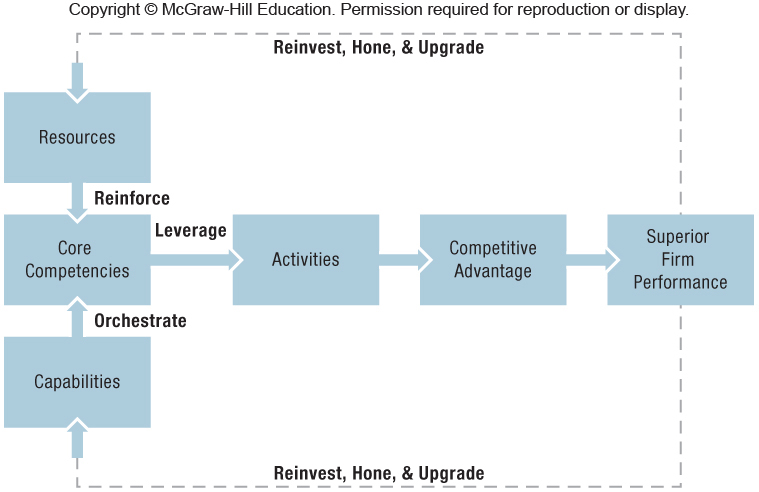 Copyright © McGraw-Hill Education. Permission required for reproduction or display.
Reinvest, Hone, & Upgrade
Resources
Reinforce
Core
Competencies
Leverage
Activities
Competitive
Advantage
Superior
Firm
Performance
Orchestrate
Capabilities
Reinvest, Hone, & Upgrade